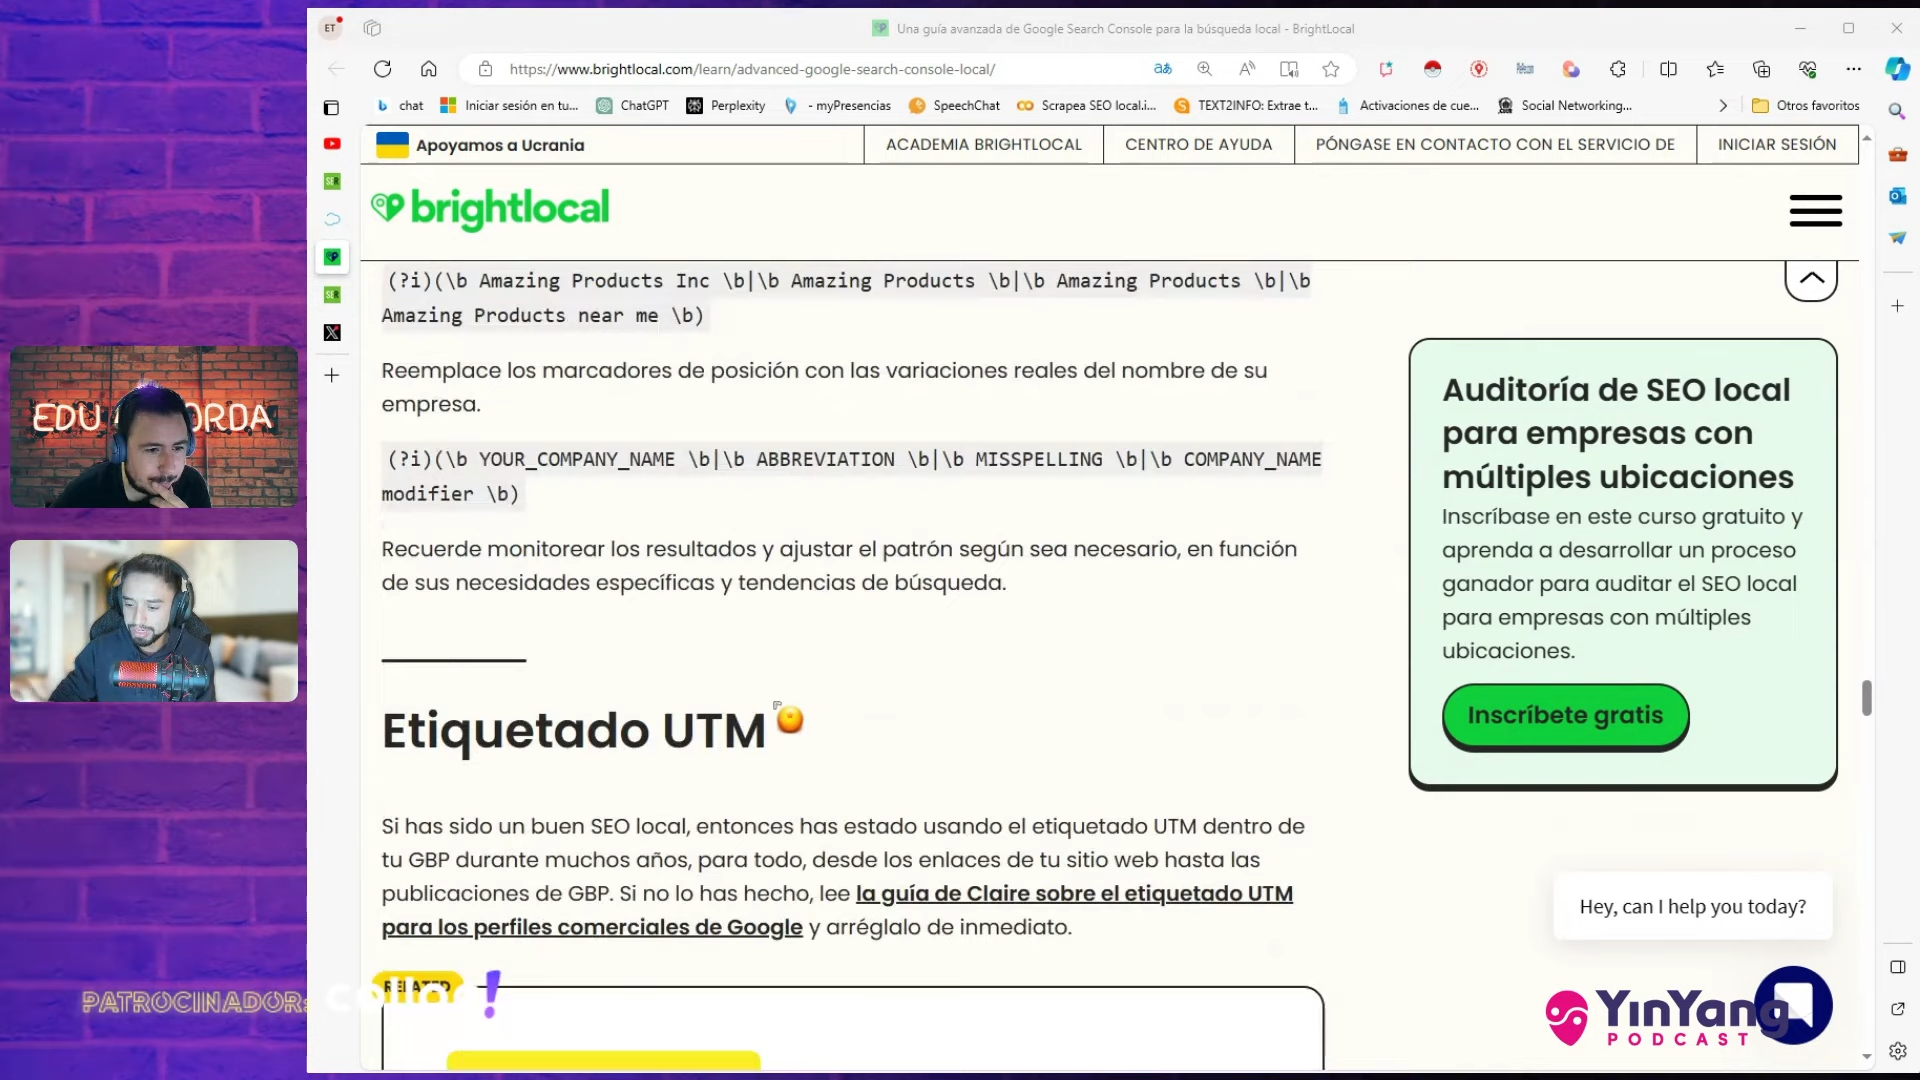 ET
Una guía avanzada de Google Search Console para la búsqueda local - BrightLocal
https://www.brightlocal.com/learn/advanced-google-search-console-local/
chat
Iniciar sesión en tu...
ChatGPT
Perplexity
- myPresencias
SpeechChat
Scrapea SEO local.i...
TEXT2INFO: Extrae t...
Activaciones de cue...
Social Networking...
Otros favoritos
Apoyamos a Ucrania
ACADEMIA BRIGHTLOCAL
CENTRO DE AYUDA
PÓNGASE EN CONTACTO CON EL SERVICIO DE
INICIAR SESIÓN
brightlocal
(?i)(\b Amazing Products Inc \b|\b Amazing Products \b|\b Amazing Products \b|\b
Amazing Products near me \b)
Reemplace los marcadores de posición con las variaciones reales del nombre de su
empresa.
(?i)(\b YOUR_COMPANY_NAME \b|\b ABBREVIATION \b|\b MISSPELLING \b|\b COMPANY_NAME
modifier \b)
Recuerde monitorear los resultados y ajustar el patrón según sea necesario, en función
de sus necesidades específicas y tendencias de búsqueda.
Etiquetado UTM
Si has sido un buen SEO local, entonces has estado usando el etiquetado UTM dentro de
tu GBP durante muchos años, para todo, desde los enlaces de tu sitio web hasta las
publicaciones de GBP. Si no lo has hecho, lee la guía de Claire sobre el etiquetado UTM
para los perfiles comerciales de Google y arréglalo de inmediato.
RELATED
Auditoría de SEO local
para empresas con
múltiples ubicaciones
Inscríbase en este curso gratuito y
aprenda a desarrollar un proceso
ganador para auditar el SEO local
para empresas con múltiples
ubicaciones.
Inscríbete gratis
Hey, can I help you today?
EDU ORDA
PATROCINADOR:
YinYang
PODCAST